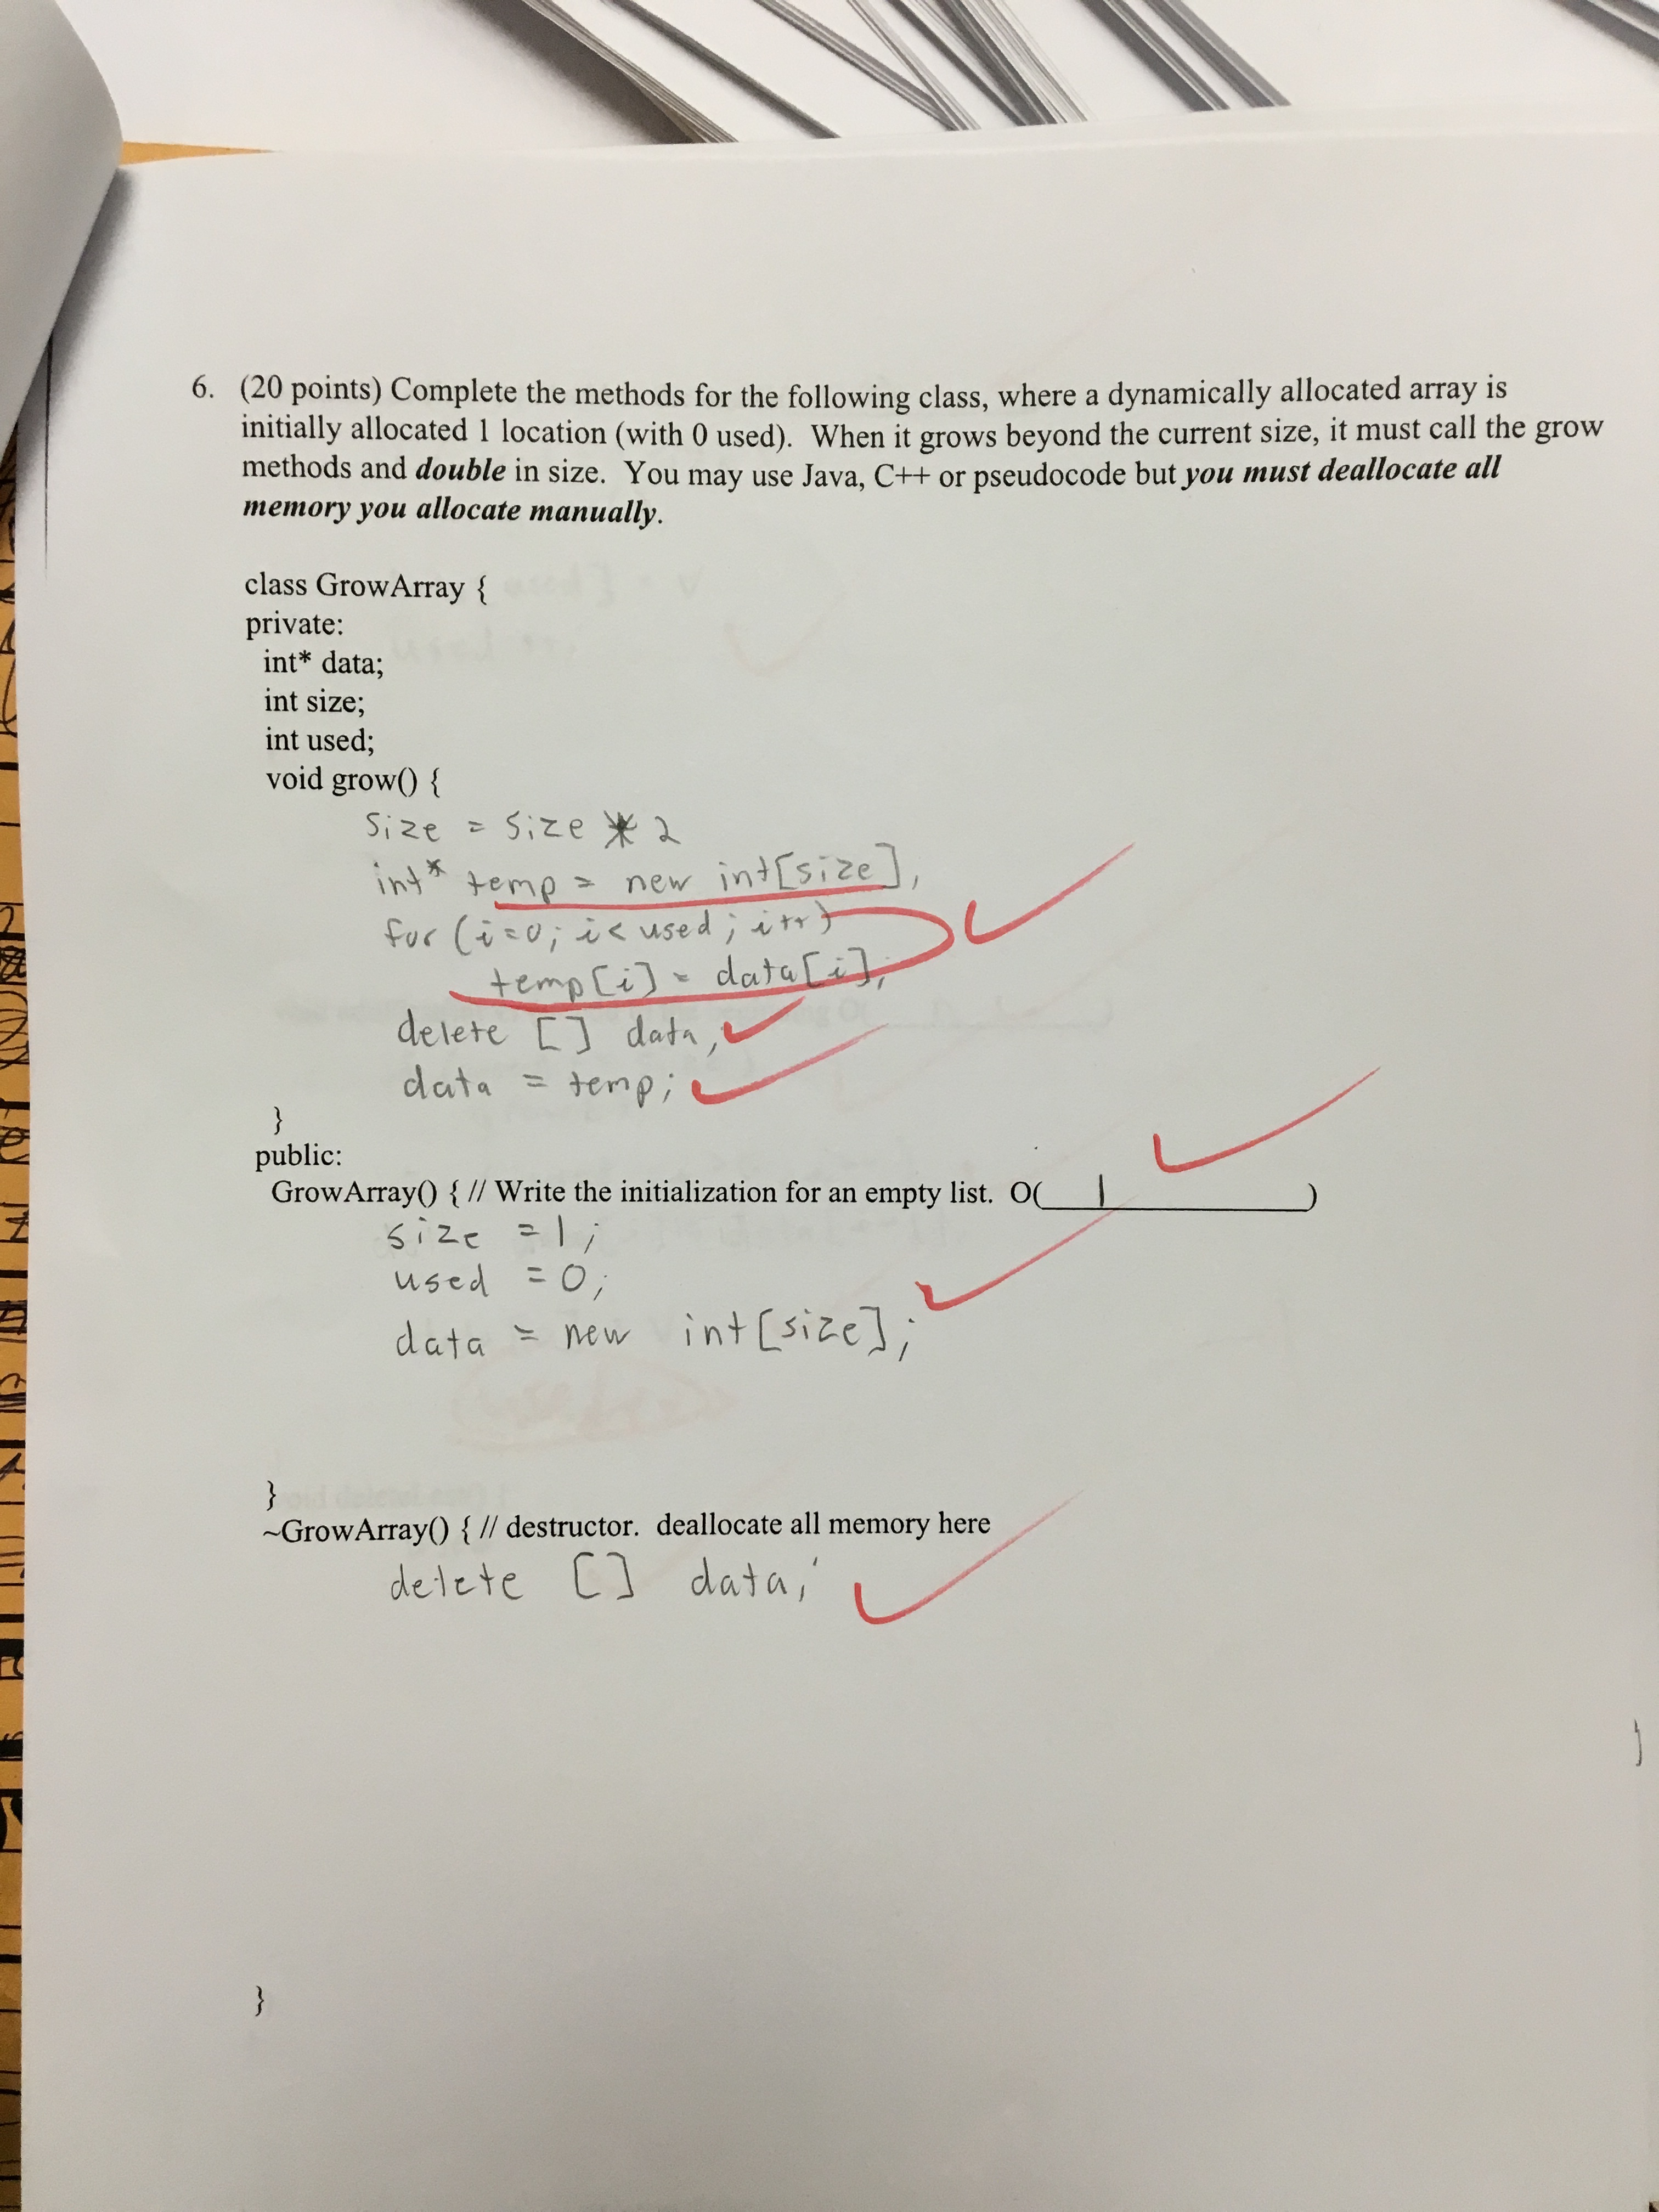 6. (20 points) Complete the methods for the following class, where a dynamically allocated array is
initially allocated 1 location (with 0 used). When it grows beyond the current size, it must call the grow
methods and double in size. You may use Java, C++ or pseudocode but you must deallocate all
memory you allocate manually.
class GrowArray {
private:
int* data;
int size;
int used;
void grow() {
size = size * 2
int* temp = new int[size],
for (i=0; i< used; i++)
temp[i] = data[i];
delete [] data,
data = temp;
}
public:
GrowArray() { // Write the initialization for an empty list. O(___1___)
size = 1;
used = 0;
data = new int[size];
}
~GrowArray() { // destructor. deallocate all memory here
delete [] data;
}